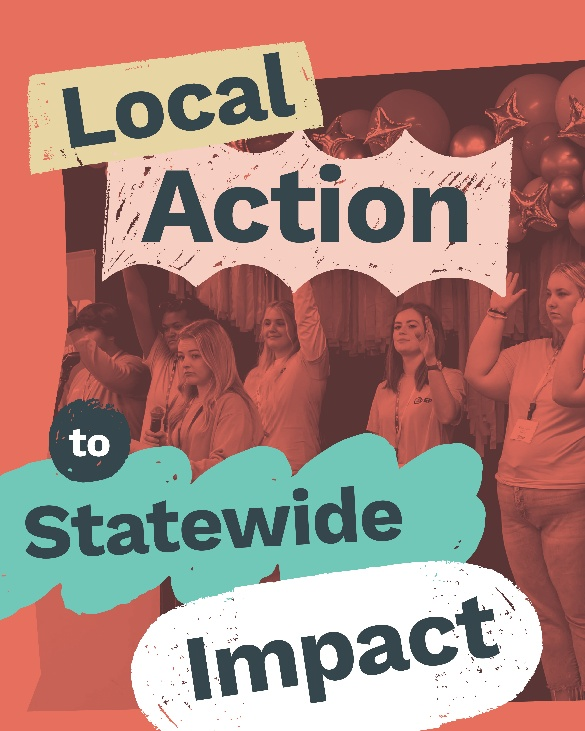 Local
Action
to
Statewide
Impact